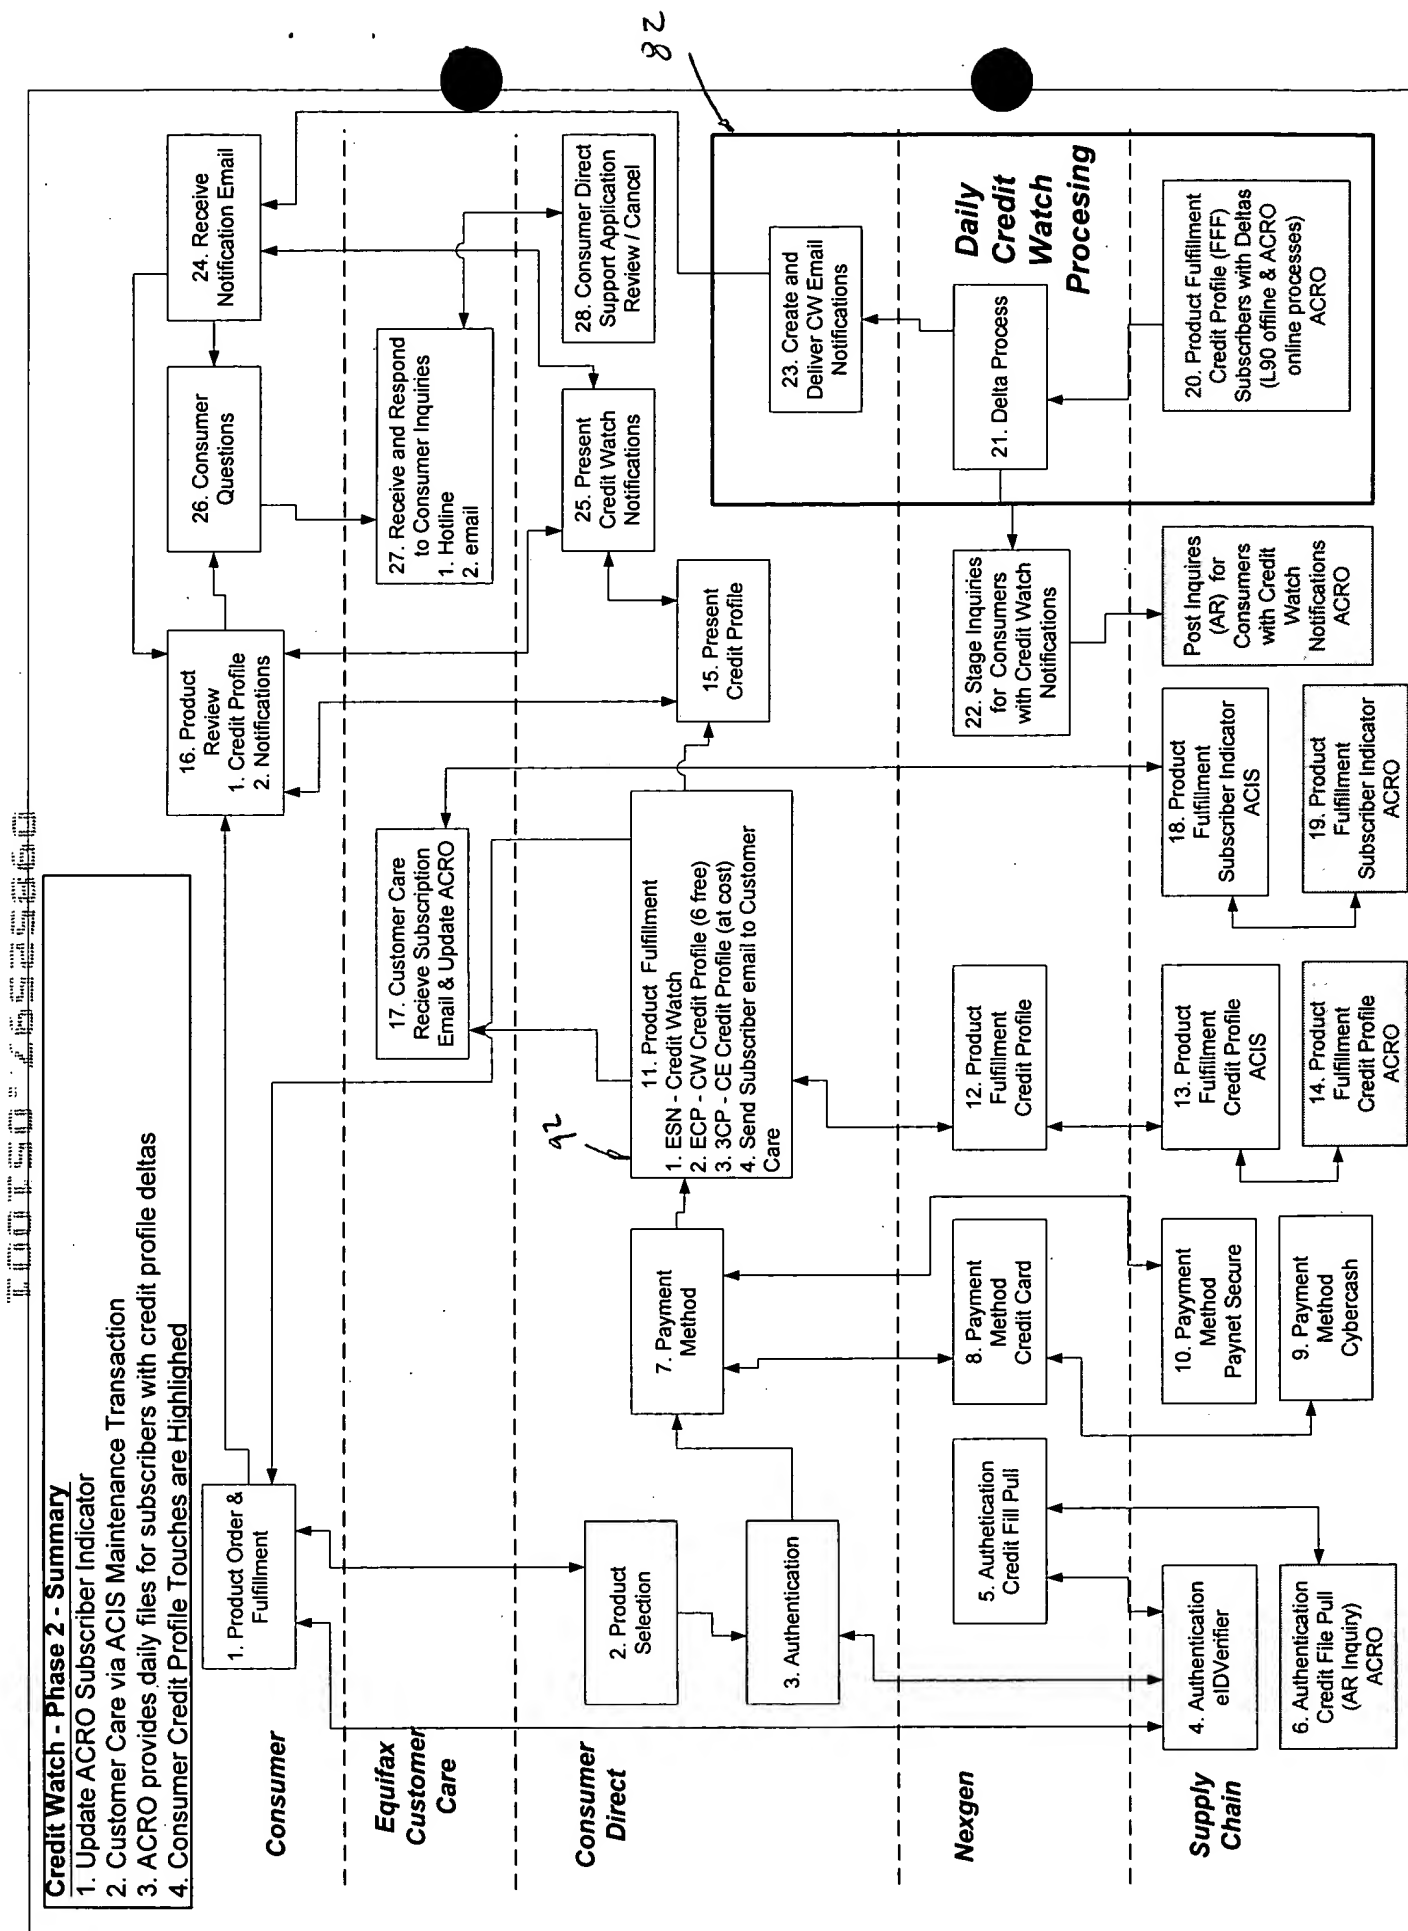 Credit Watch - Phase 2 - Summary
1. Update ACRO Subscriber Indicator
2. Customer Care via ACIS Maintenance Transaction
3. ACRO provides daily files for subscribers with credit profile deltas
4. Consumer Credit Profile Touches are Highlighed
Consumer
1. Product Order &
Fulfillment
16. Product
Review
1. Credit Profile
2. Notifications
26. Consumer
Questions
24. Receive
Notification Email
Equifax
Customer
Care
17. Customer Care
Recieve Subscription
Email & Update ACRO
27. Receive and Respond
to Consumer Inquiries
1. Hotline
2. email
Consumer
Direct
2. Product
Selection
3. Authentication
7. Payment
Method
92
11. Product Fulfillment
1. ESN - Credit Watch
2. ECP - CW Credit Profile (6 free)
3. 3CP - CE Credit Profile (at cost)
4. Send Subscriber email to Customer
Care
15. Present
Credit Profile
25. Present
Credit Watch
Notifications
28. Consumer Direct
Support Application
Review / Cancel
82
23. Create and
Deliver CW Email
Notifications
Nexgen
5. Authetication
Credit Fill Pull
8. Payment
Method
Credit Card
12. Product
Fulfillment
Credit Profile
22. Stage Inquiries
for Consumers
with Credit Watch
Notifications
21. Delta Process
Daily
Credit
Watch
Procesing
Supply
Chain
4. Authentication
eIDVerifier
6. Authentication
Credit File Pull
(AR Inquiry)
ACRO
10. Payyment
Method
Paynet Secure
9. Payment
Method
Cybercash
13. Product
Fulfillment
Credit Profile
ACIS
14. Product
Fulfillment
Credit Profile
ACRO
18. Product
Fulfillment
Subscriber Indicator
ACIS
19. Product
Fulfillment
Subscriber Indicator
ACRO
Post Inquires
(AR) for
Consumers
with Credit
Watch
Notifications
ACRO
20. Product Fulfillment
Credit Profile (FFF)
Subscribers with Deltas
(L90 offline & ACRO
online processes)
ACRO